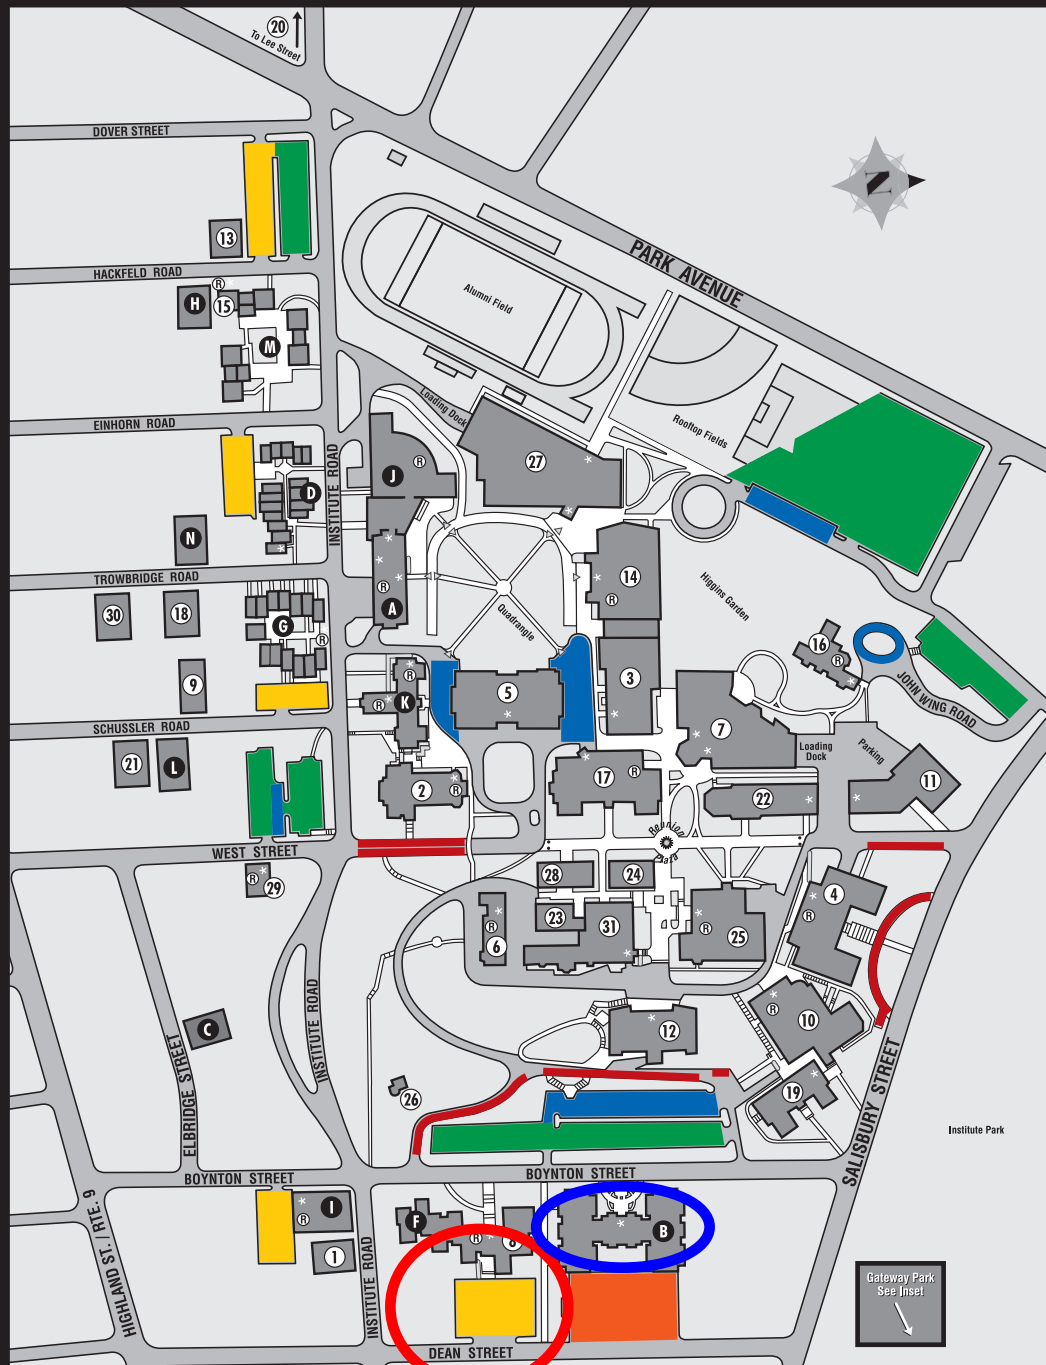 20
To Lee Street
DOVER STREET
13
N
PARK AVENUE
HACKFELD ROAD
R
H
15
M
Alumni Field
Loading Dock
Rooftop Fields
EINHORN ROAD
INSTITUTE ROAD
J
R
27
D
N
TROWBRIDGE ROAD
30
18
G
R
R
A
Quadrangle
14
R
Higgins Garden
16
R
9
R
R
K
5
3
JOHN WING ROAD
SCHUSSLER ROAD
21
L
7
Loading
Dock
Parking
11
2
R
17
R
22
WEST STREET
R
29
Reunion
Plaza
28
24
4
R
23
31
6
R
R
25
C
ELBRIDGE STREET
INSTITUTE ROAD
12
R
10
26
19
SALISBURY STREET
Institute Park
BOYNTON STREET
BOYNTON STREET
HIGHLAND ST. / RTE. 9
I
R
1
INSTITUTE ROAD
F
R
8
B
Gateway Park
See Inset
DEAN STREET